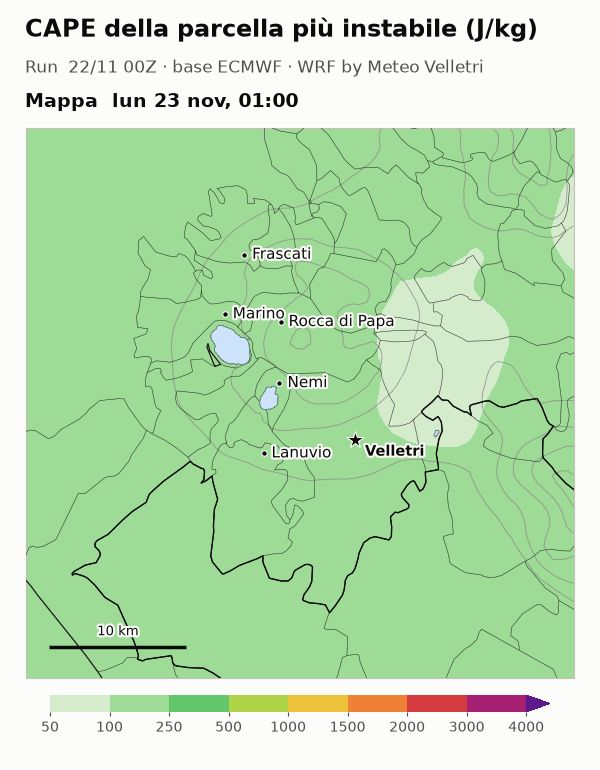 CAPE della parcella più instabile (J/kg)
Run  22/11 00Z · base ECMWF · WRF by Meteo Velletri
Mappa  lun 23 nov, 01:00
Frascati
Marino
Rocca di Papa
Nemi
Velletri
Lanuvio
10 km
50 100 250 500 1000 1500 2000 3000 4000